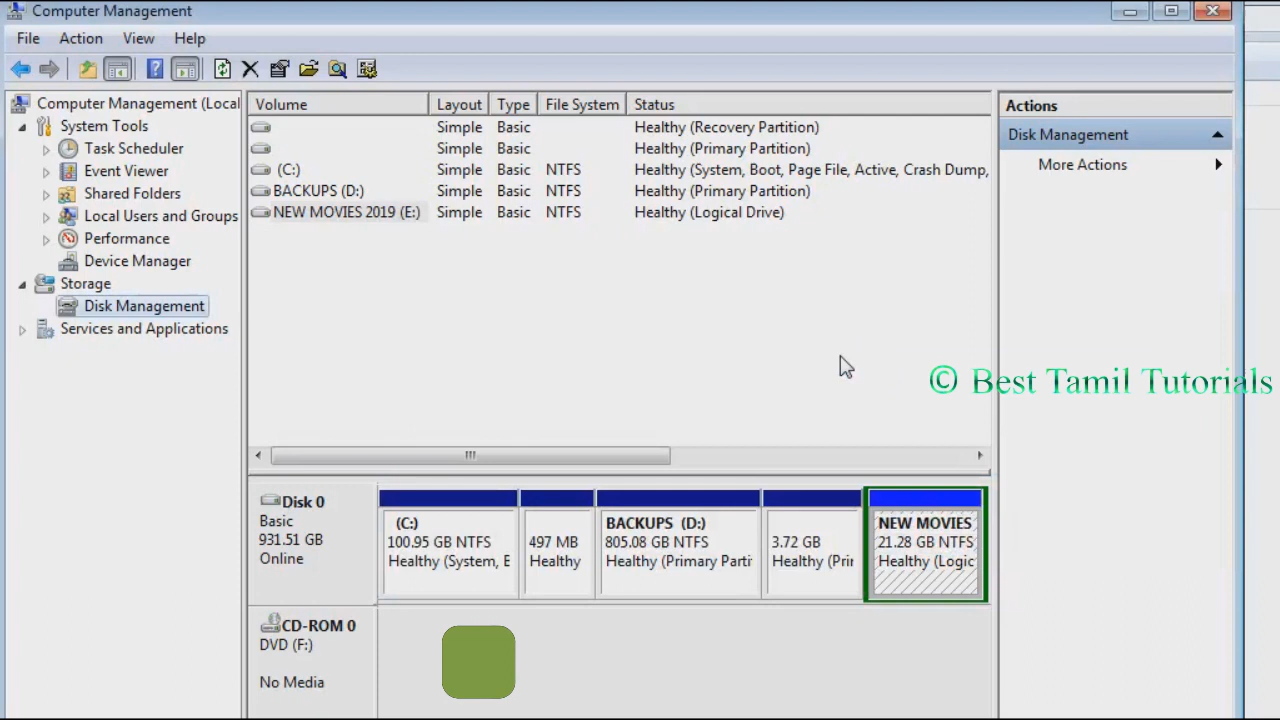 Computer Management
File Action View Help
Computer Management (Local
System Tools
Task Scheduler
Event Viewer
Shared Folders
Local Users and Groups
Performance
Device Manager
Storage
Disk Management
Services and Applications
Volume Layout Type File System Status
Simple Basic Healthy (Recovery Partition)
Simple Basic Healthy (Primary Partition)
(C:) Simple Basic NTFS Healthy (System, Boot, Page File, Active, Crash Dump,
BACKUPS (D:) Simple Basic NTFS Healthy (Primary Partition)
NEW MOVIES 2019 (E:) Simple Basic NTFS Healthy (Logical Drive)
Actions
Disk Management
More Actions
© Best Tamil Tutorials
Disk 0
Basic
931.51 GB
Online
(C:)
100.95 GB NTFS
Healthy (System, E
497 MB
Healthy
BACKUPS (D:)
805.08 GB NTFS
Healthy (Primary Parti
3.72 GB
Healthy (Pri
NEW MOVIES
21.28 GB NTFS
Healthy (Logic
CD-ROM 0
DVD (F:)
No Media